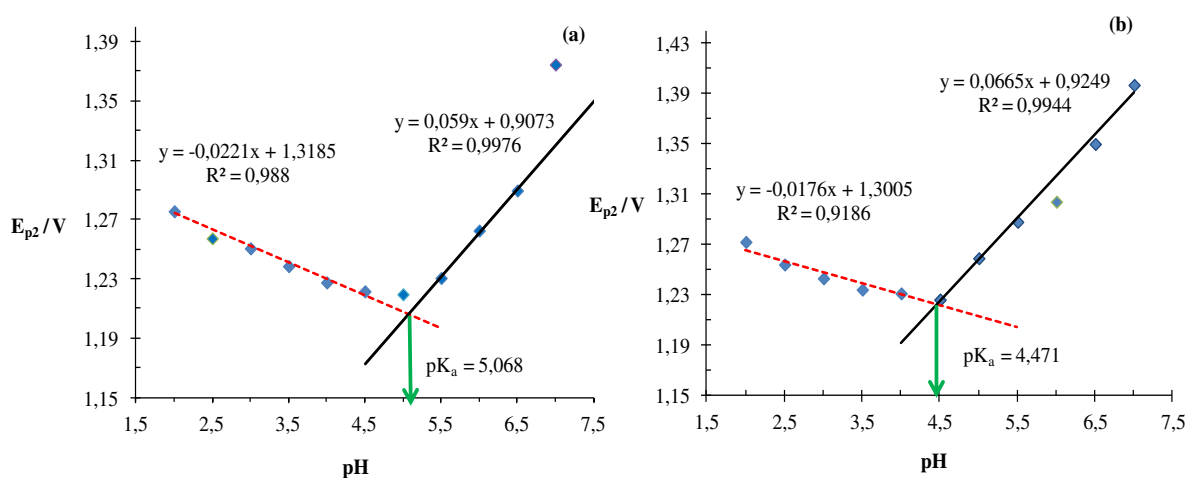 (a)
1,39
1,35
1,31
1,27
1,23
1,19
1,15
E p2 / V
y = -0,0221x + 1,3185
R² = 0,988
y = 0,059x + 0,9073
R² = 0,9976
pKa = 5,068
1,5 2,5 3,5 4,5 5,5 6,5 7,5
pH
(b)
1,43
1,39
1,35
1,31
1,27
1,23
1,19
1,15
E p2 / V
y = 0,0665x + 0,9249
R² = 0,9944
y = -0,0176x + 1,3005
R² = 0,9186
pKa = 4,471
1,5 2,5 3,5 4,5 5,5 6,5 7,5
pH